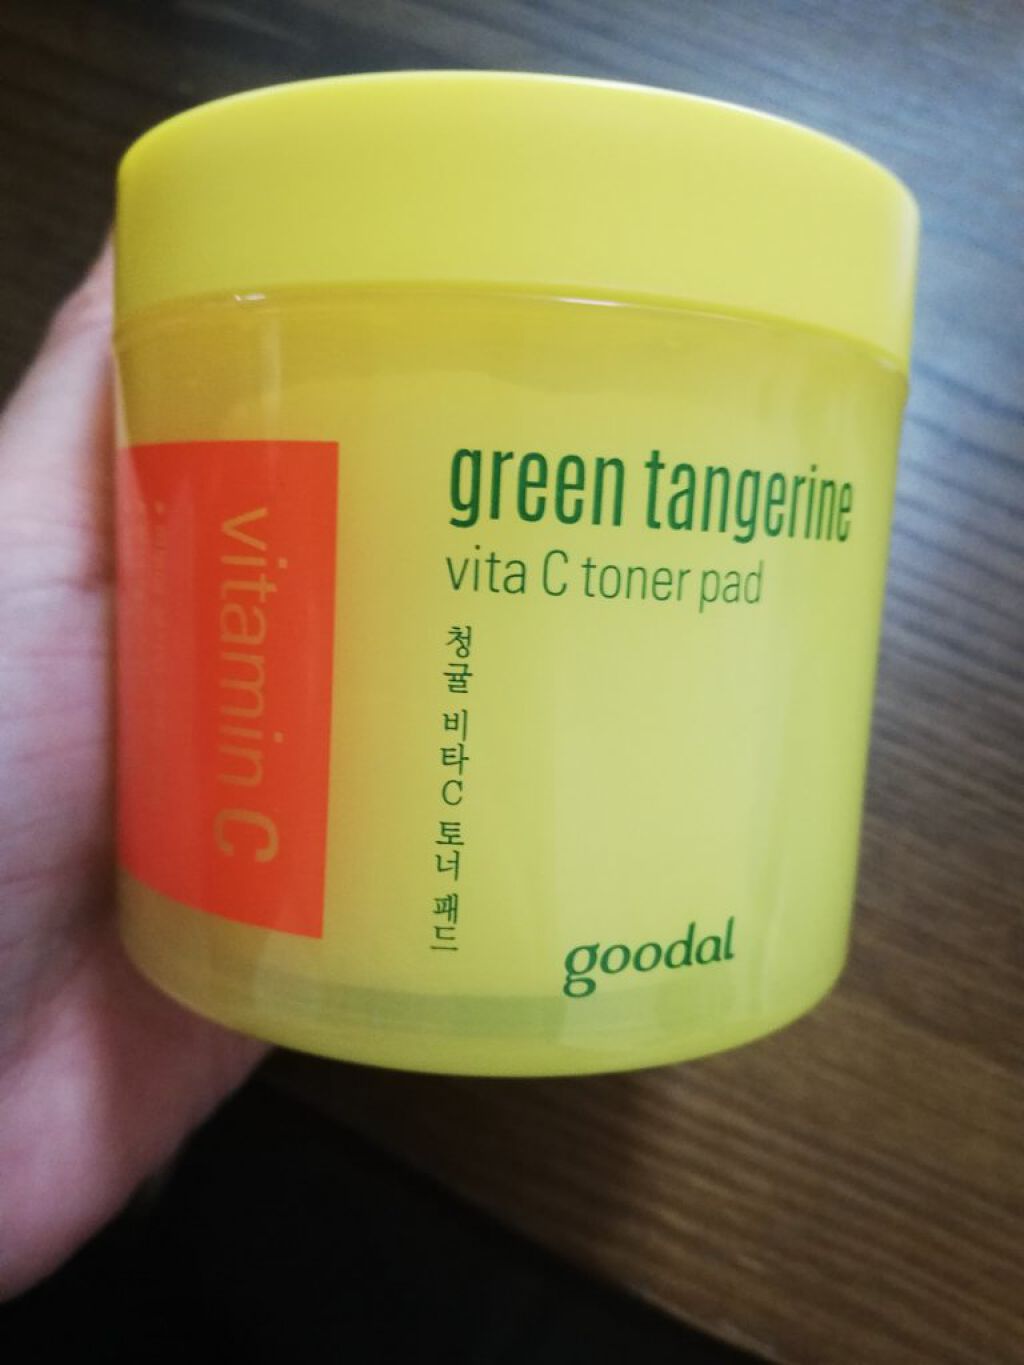 green tangerine
vita C toner pad
청귤 비타C 토너 패드
goodal
vitamin C